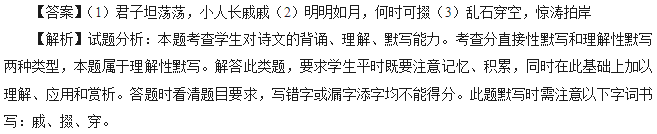 【答案】（1）君子坦荡荡，小人长戚戚（2）明明如月，何时可掇（3）乱石穿空，惊涛拍岸
【解析】试题分析：本题考查学生对诗文的背诵、理解、默写能力。考查分直接性默写和理解性默写
两种类型，本题属于理解性默写。解答此类题，要求学生平时既要注意记忆、积累，同时在此基础上加以
理解、应用和赏析。答题时看清题目要求，写错字或漏字添字均不能得分。此题默写时需注意以下字词书
写：戚、掇、穿。